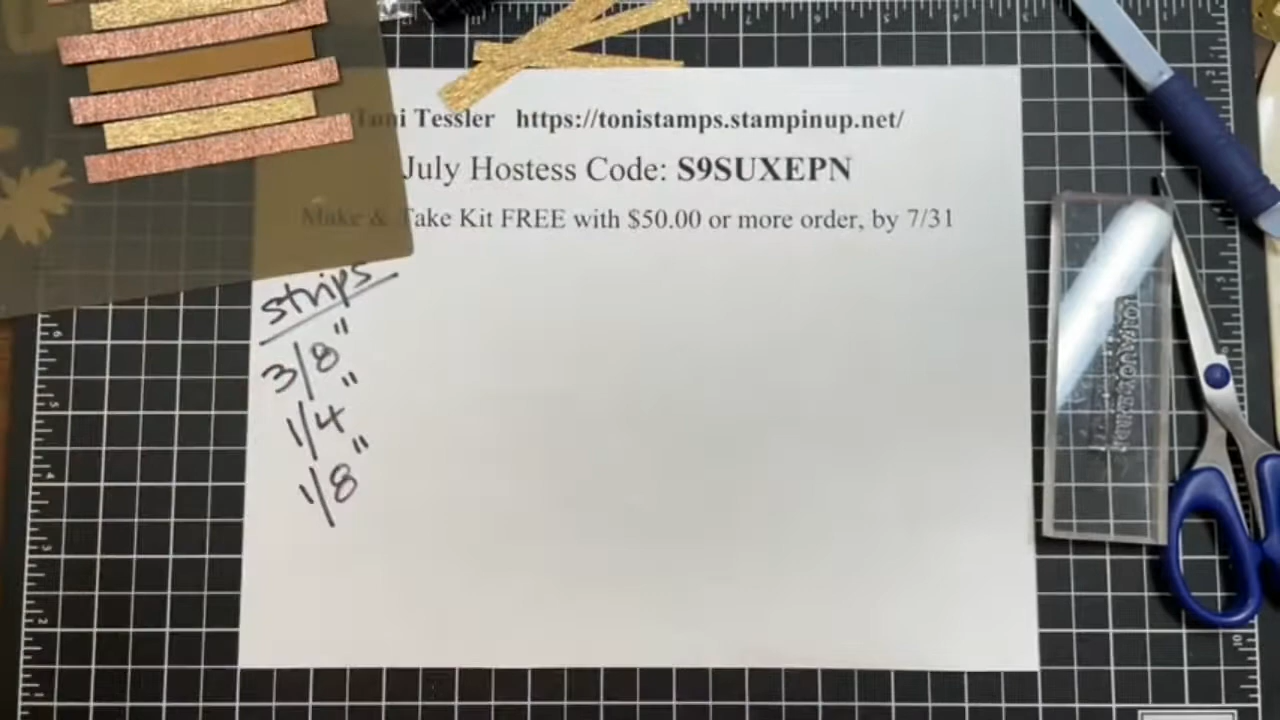 Toni Tessler https://tonistamps.stampinup.net/
July Hostess Code: S9SUXEPN
Make & Take Kit FREE with $50.00 or more order, by 7/31
strips
3/8"
1/4"
1/8"